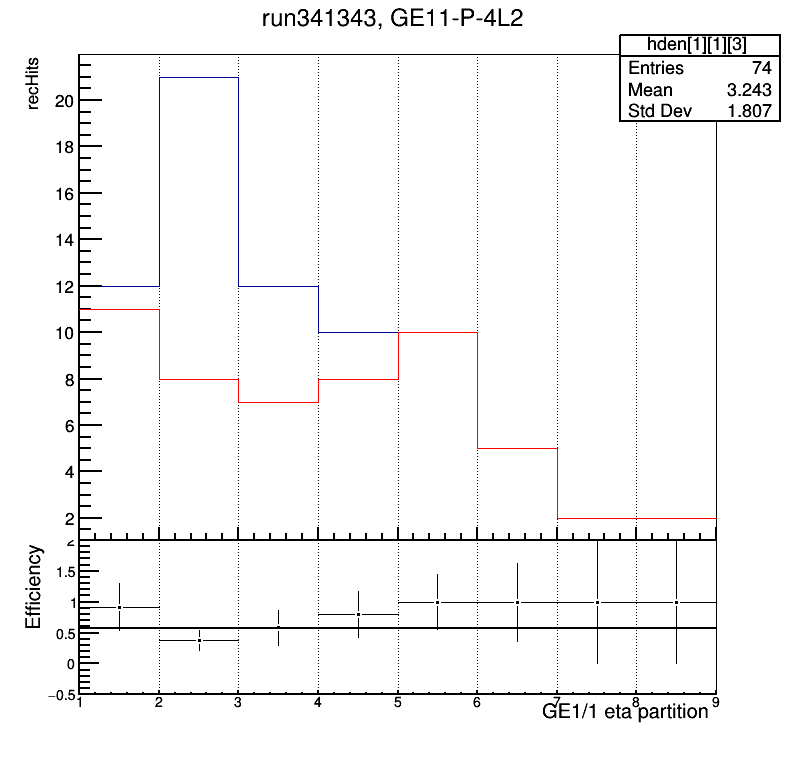 run341343, GE11-P-4L2
hden[1][1][3]
Entries 74
Mean 3.243
Std Dev 1.807
recHits
20
18
16
14
12
10
8
6
4
2
Efficiency
2
1.5
1
0.5
0
−0.5
1 2 3 4 5 6 7 8 9
GE1/1 eta partition